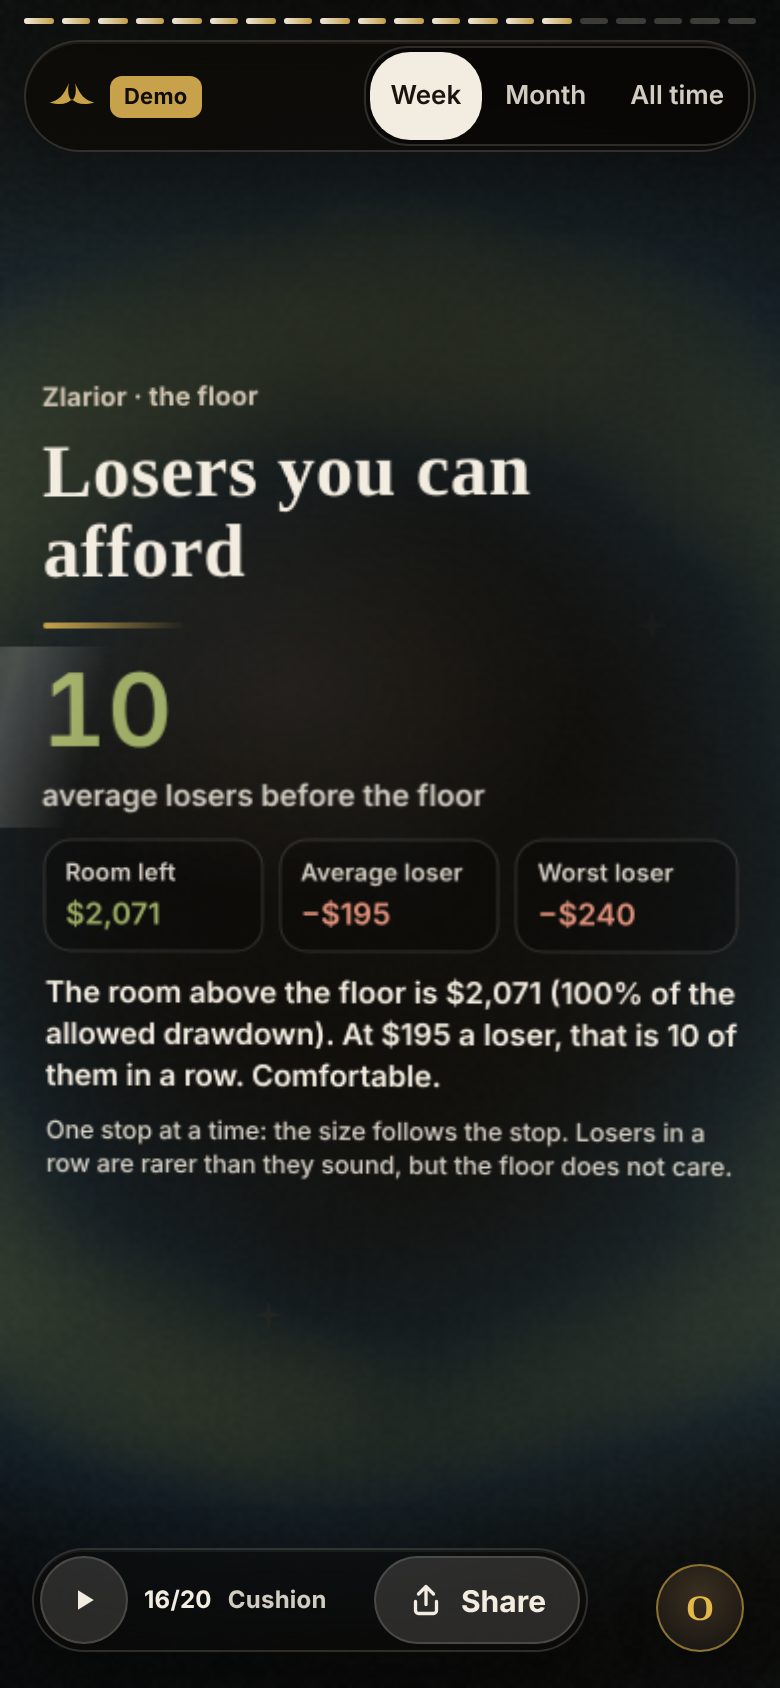 Demo
Week
Month
All time
Zlarior · the floor
Losers you can
afford
10
average losers before the floor
Room left
$2,071
Average loser
−$195
Worst loser
−$240
The room above the floor is $2,071 (100% of the
allowed drawdown). At $195 a loser, that is 10 of
them in a row. Comfortable.
One stop at a time: the size follows the stop. Losers in a
row are rarer than they sound, but the floor does not care.
16/20 Cushion
Share
O